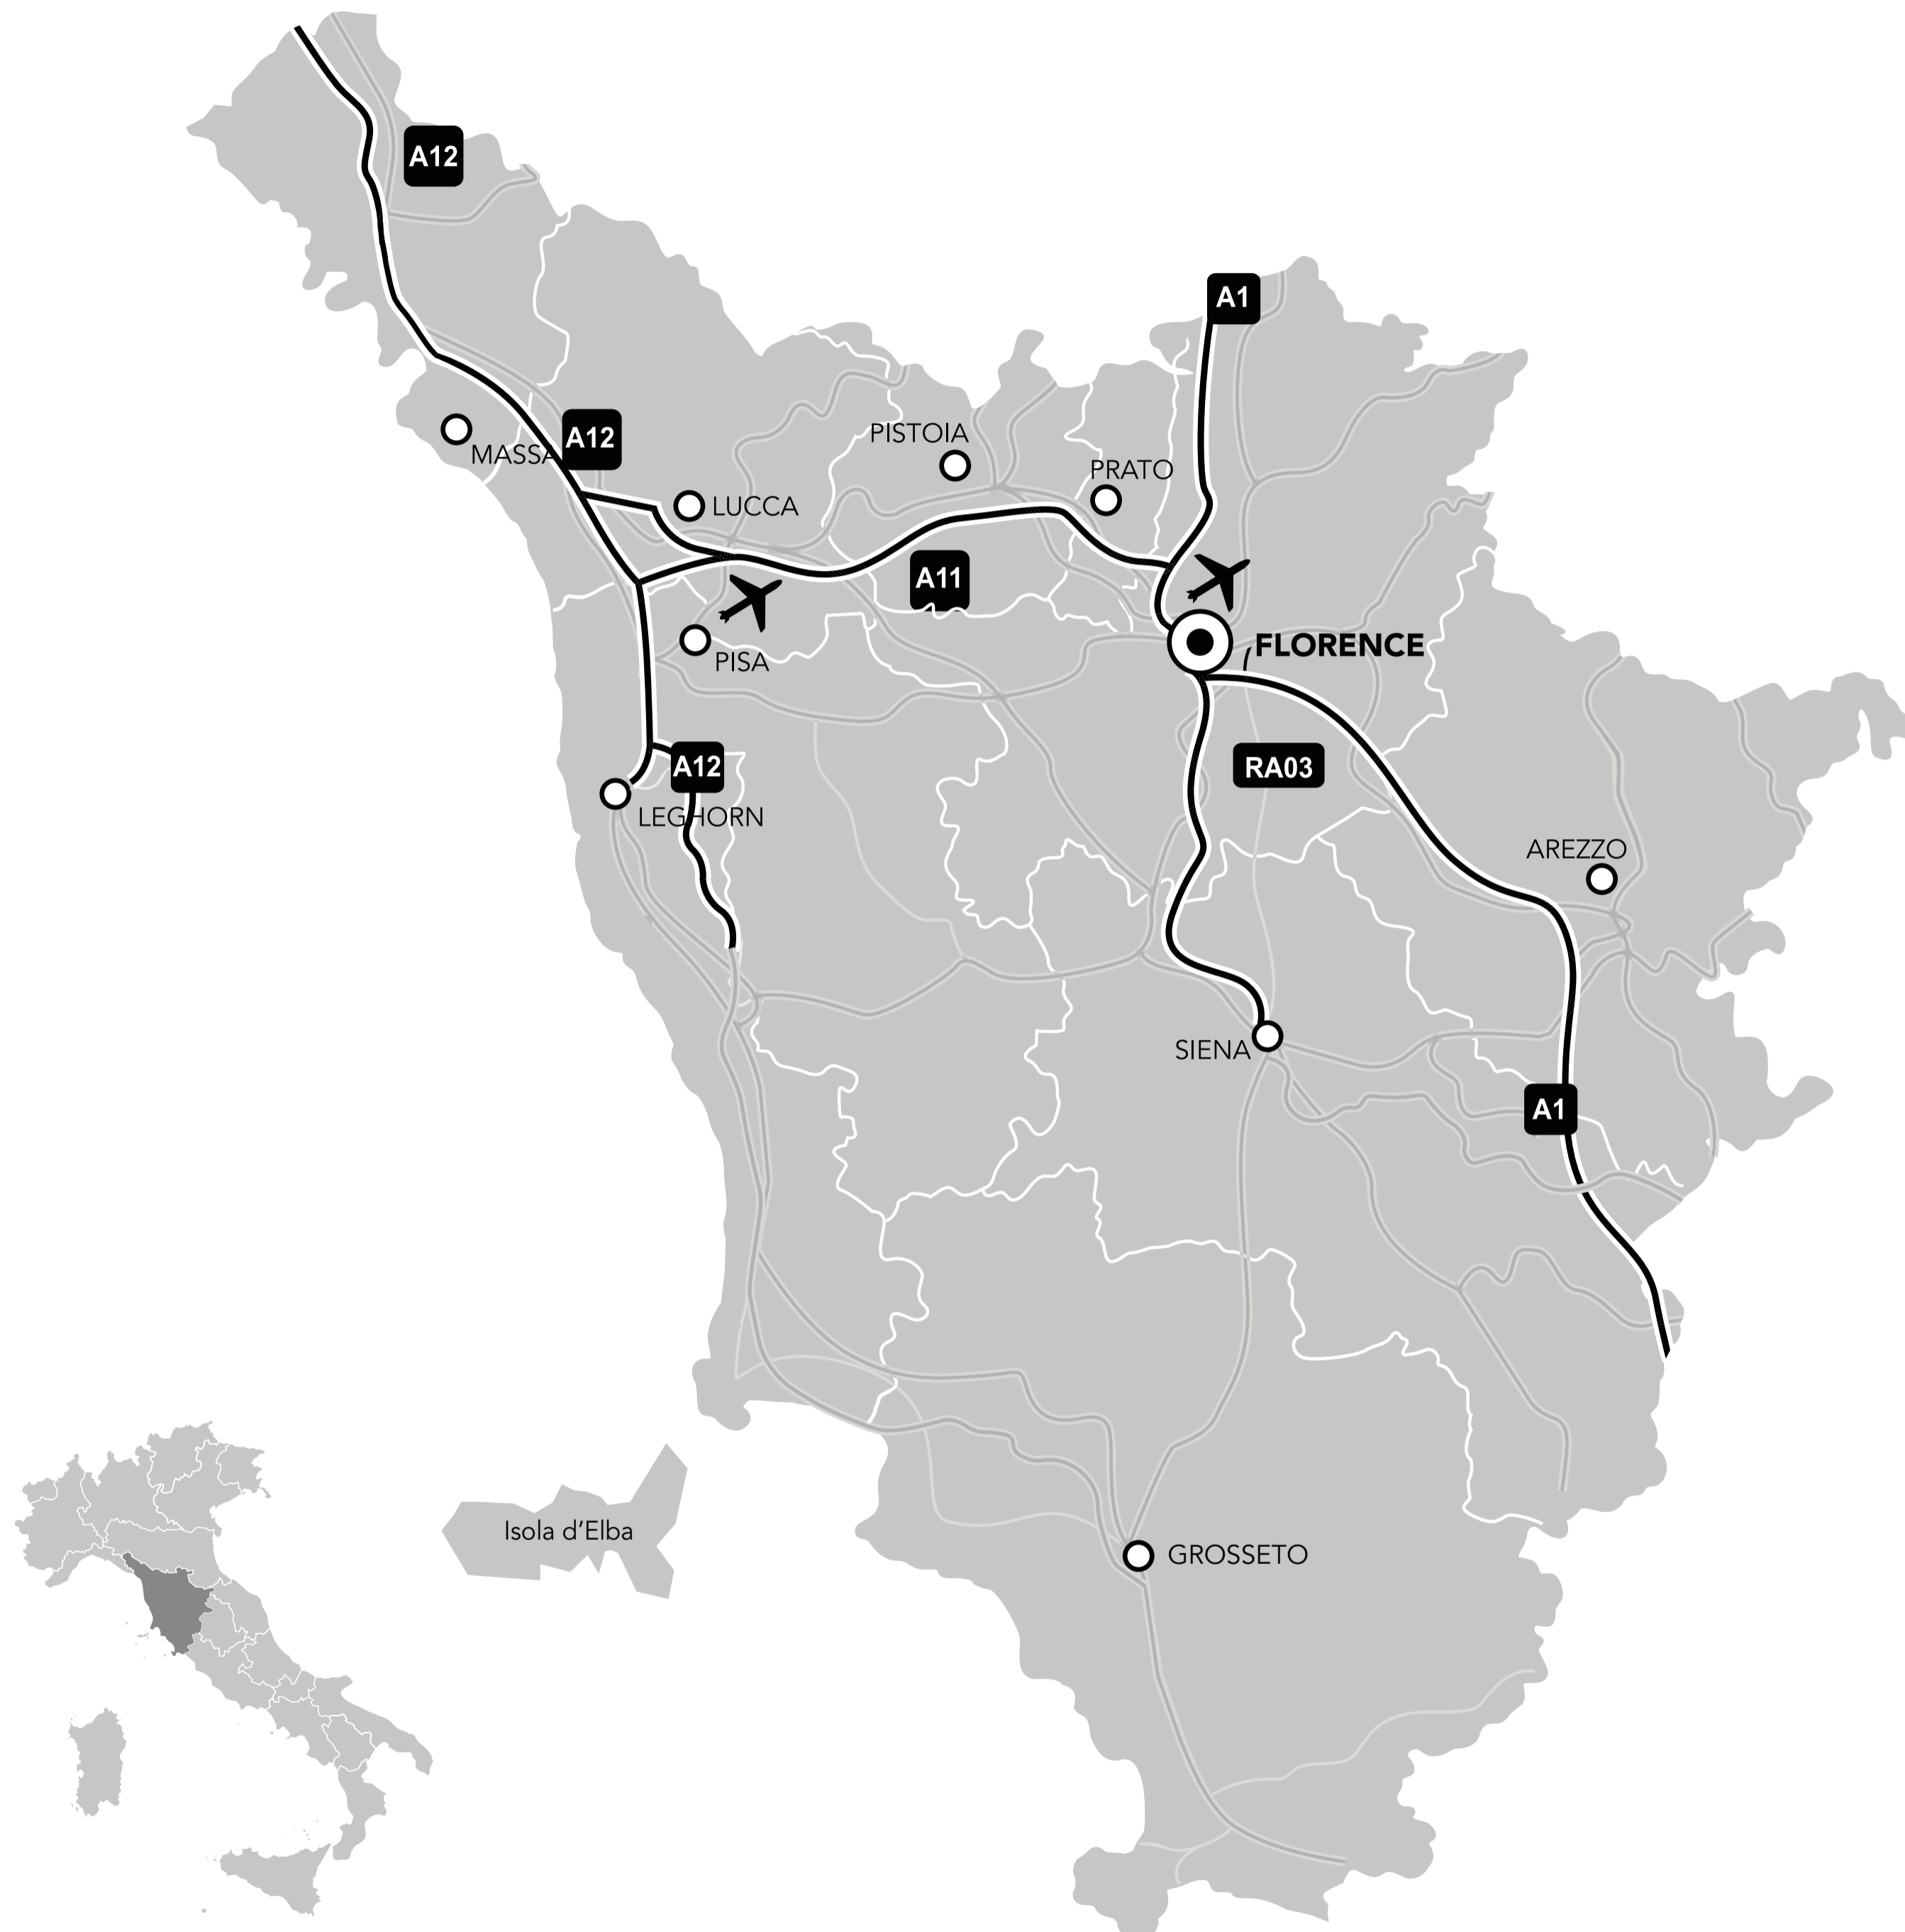 A12
A1
A12
PISTOIA
MASSA
PRATO
LUCCA
A11
FLORENCE
PISA
A12
RA03
LEGHORN
AREZZO
SIENA
A1
Isola d’Elba
GROSSETO